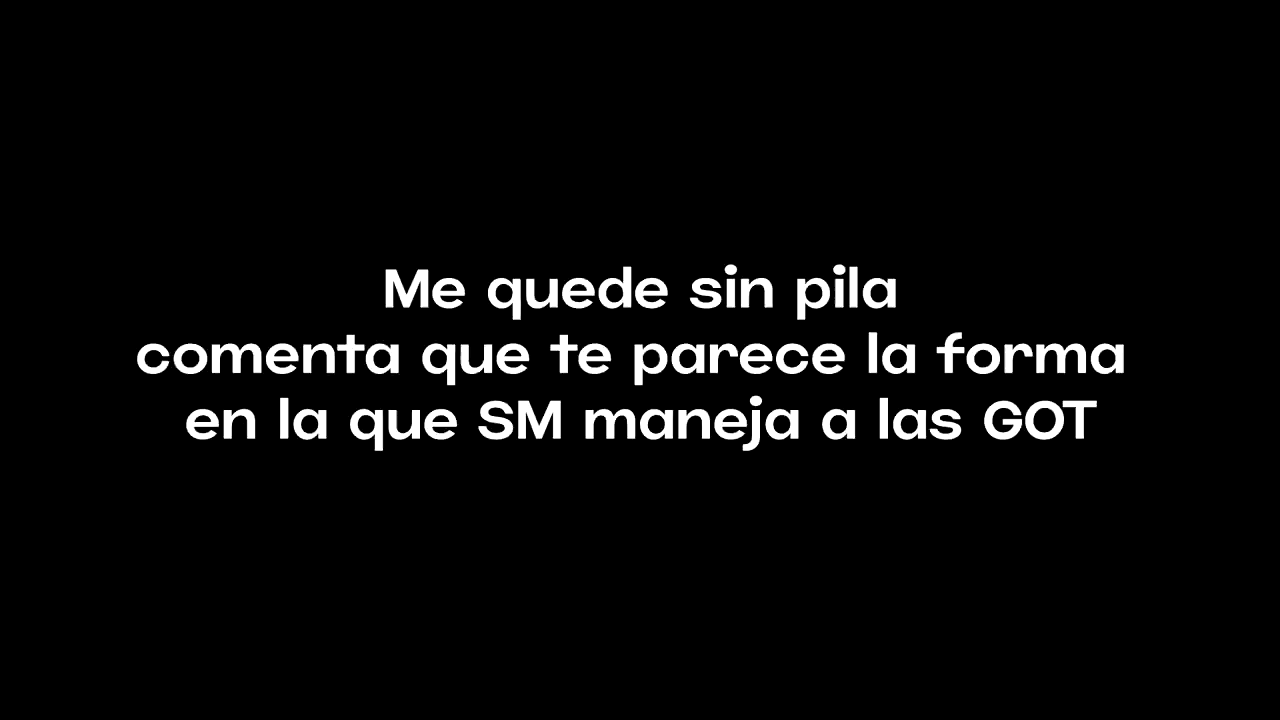 Me quede sin pila
comenta que te parece la forma
en la que SM maneja a las GOT